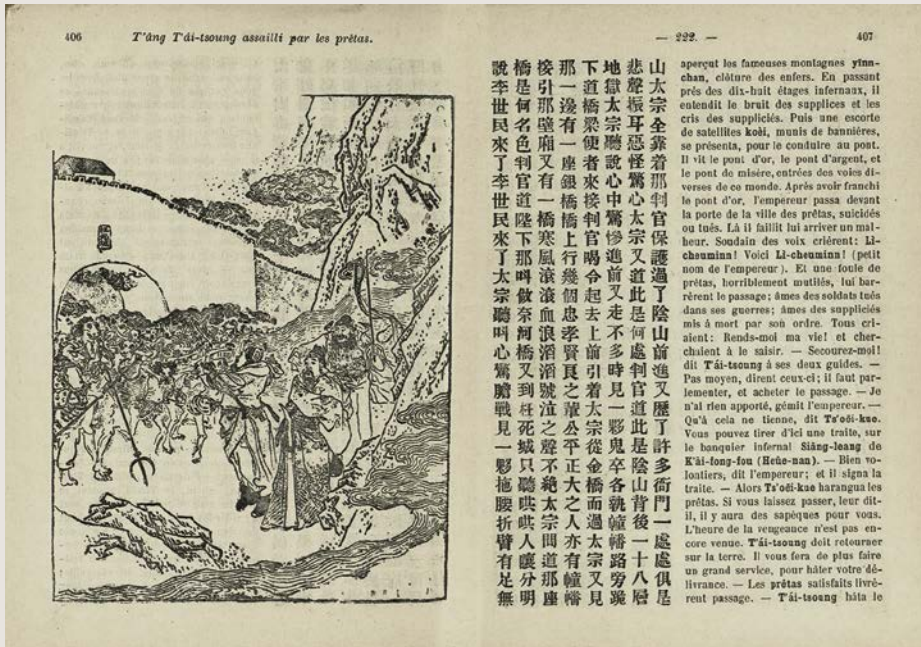 406
T'âng T'ái-tsoung assailli par les prêtas.
— 222. —
407
山太宗全靠着那判官保護過了陰山前進又歷了許多衙門一處處俱是
悲聲振耳惡怪驚心太宗又道此是何處判官道此是陰山背後一十八層
地獄太宗聽說心中驚慘進前又走不多時見一夥鬼卒各執幢幡路旁跪
下道橋梁使者來接判官喝令起去上前引着太宗從金橋而過太宗又見
那一邊有一座銀橋橋上行幾個忠孝賢良之輩公平正大之人亦有幢幡
接引那壁廂又有一橋寒風滾滾血浪滔滔號泣之聲不絕太宗問道那座
橋是何名色判官道陛下那叫做奈河橋又到枉死城只聽哄哄人嚷分明
說李世民來了李世民來了太宗聽叫心驚膽戰見一夥拖腰折臂有足無
aperçut les fameuses montagnes yinn-
chan, clôture des enfers. En passant
près des dix-huit étages infernaux, il
entendit le bruit des supplices et les
cris des suppliciés. Puis une escorte
de satellites koèi, munis de bannières,
se présenta, pour le conduire au pont.
Il vit le pont d'or, le pont d'argent, et
le pont de misère, entrées des voies di-
verses de ce monde. Après avoir franchi
le pont d'or, l'empereur passa devant
la porte de la ville des prêtas, suicidés
ou tués. Là il faillit lui arriver un mal-
heur. Soudain des voix crièrent: Li-
cheuminn! Voici Li-cheuminn! (petit
nom de l'empereur). Et une foule de
prêtas, horriblement mutilés, lui bar-
rèrent le passage; âmes des soldats tués
dans ses guerres; âmes des suppliciés
mis à mort par son ordre. Tous cri-
aient: Rends-moi ma vie! et cher-
chaient à le saisir. — Secourez-moi!
dit T'ái-tsoung à ses deux guides. —
Pas moyen, dirent ceux-ci; il faut par-
lementer, et acheter le passage. — Je
n'ai rien apporté, gémit l'empereur. —
Qu'à cela ne tienne, dit Ts'oēi-kue.
Vous pouvez tirer d'ici une traite, sur
le banquier infernal Siāng-leang de
K'āi-fong-fou (Heûe-nan). — Bien vo-
lontiers, dit l'empereur; et il signa la
traite. — Alors Ts'oēi-kue harangua les
prêtas. Si vous laissez passer, leur dit-
il, il y aura des sapèques pour vous.
L'heure de la vengeance n'est pas en-
core venue. T'ái-tsoung doit retourner
sur la terre. Il vous fera de plus faire
un grand service, pour hâter votre dé-
livrance. — Les prêtas satisfaits livrè-
rent passage. — T'ái-tsoung hâta le